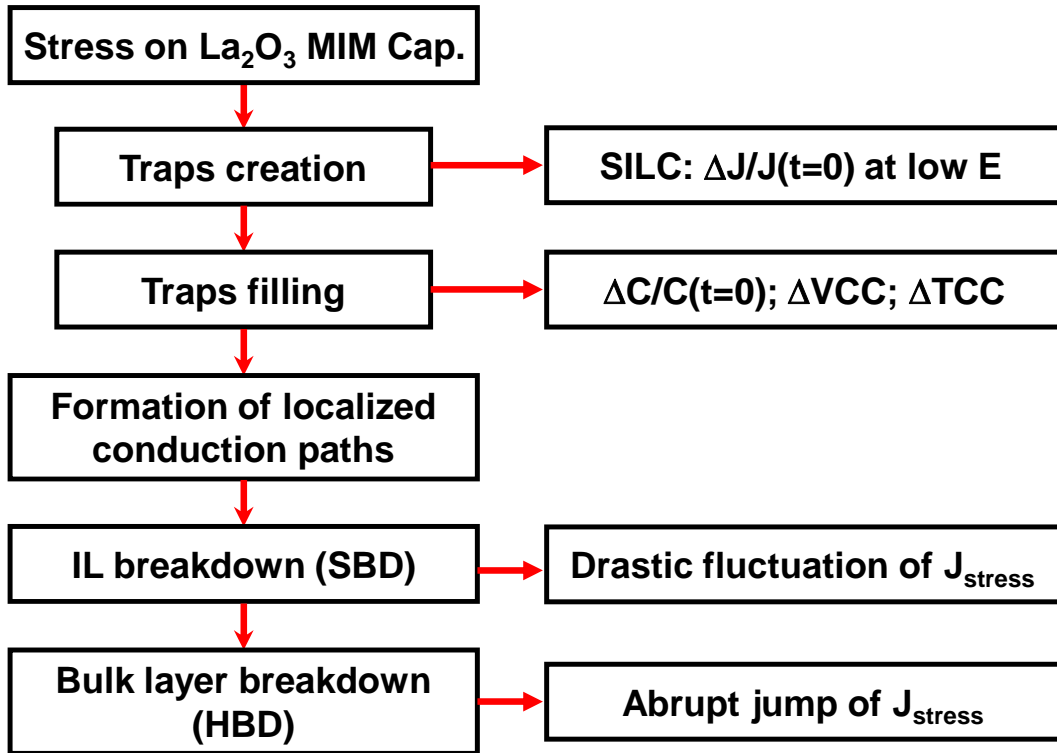 Stress on La₂O₃ MIM Cap.
Traps creation
SILC: ΔJ/J(t=0) at low E
Traps filling
ΔC/C(t=0); ΔVCC; ΔTCC
Formation of localized
conduction paths
IL breakdown (SBD)
Drastic fluctuation of Jstress
Bulk layer breakdown
(HBD)
Abrupt jump of Jstress